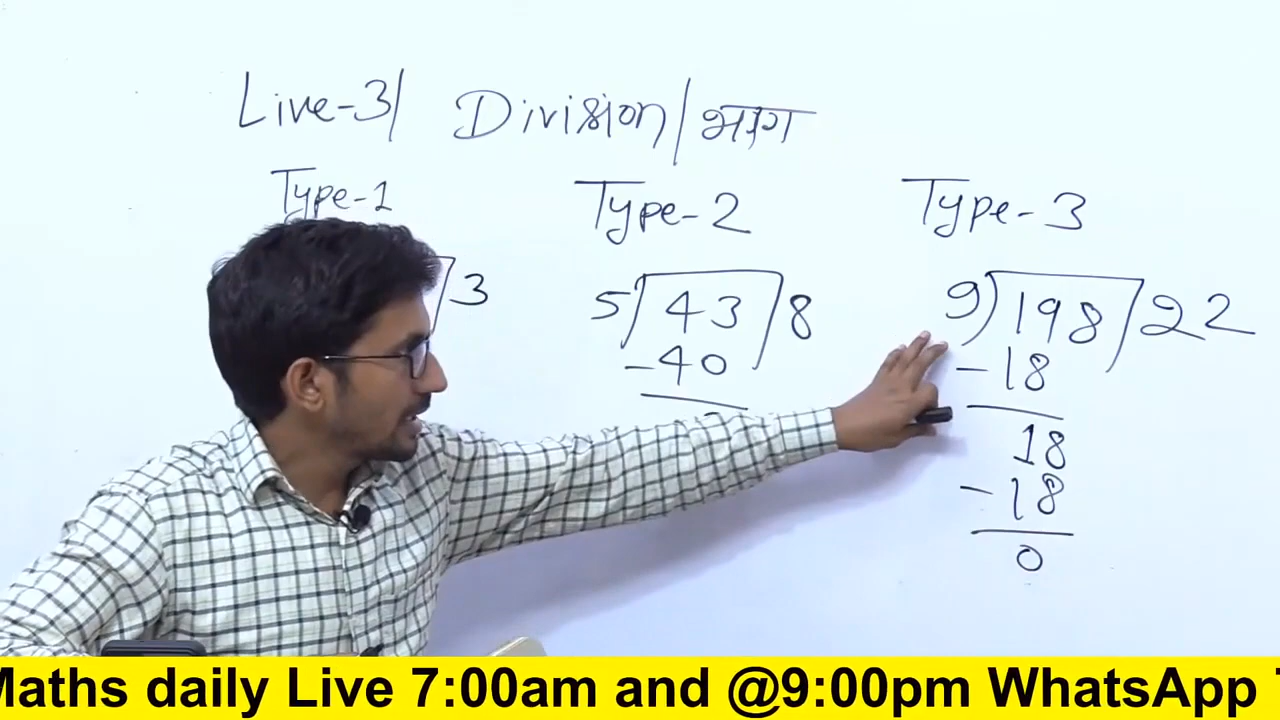 Live-3/ Division/भाग
Type-1
3
Type-2
5)43/8
-40
Type-3
9)198/22
-18
18
-18
0
Maths daily Live 7:00am and @9:00pm WhatsApp